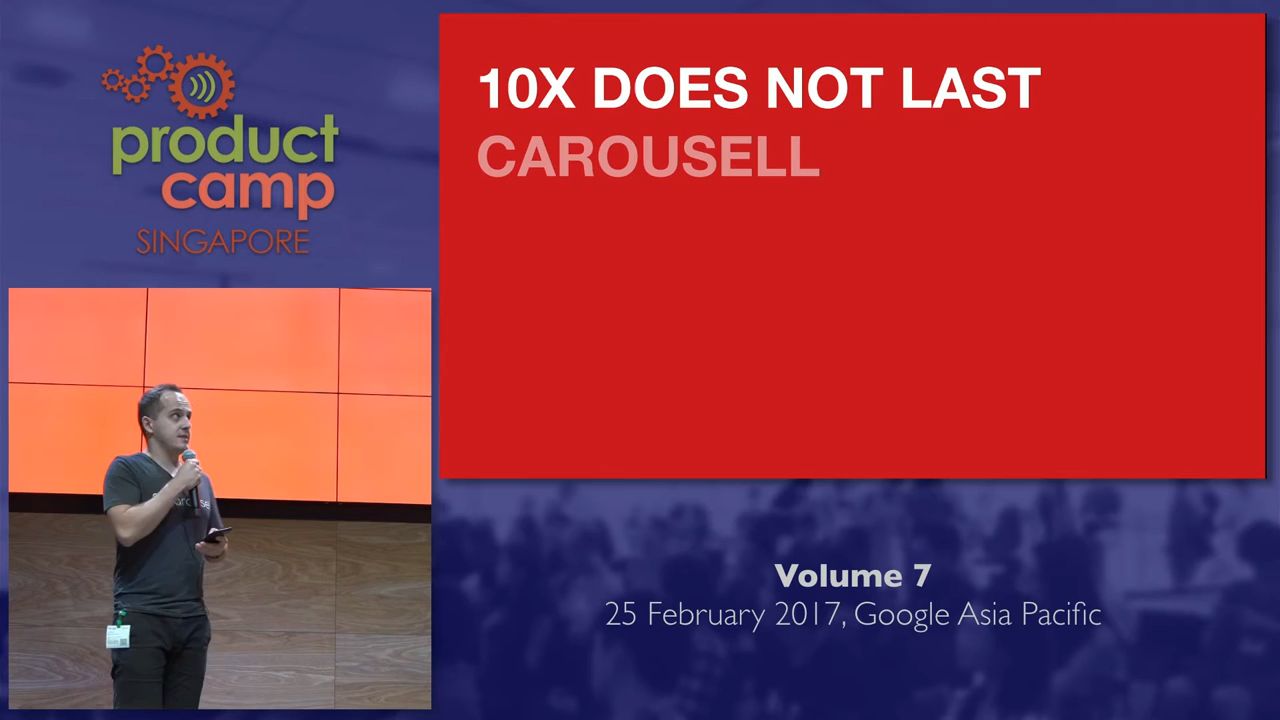 product
camp
SINGAPORE
10X DOES NOT LAST
CAROUSELL
Volume 7
25 February 2017, Google Asia Pacific